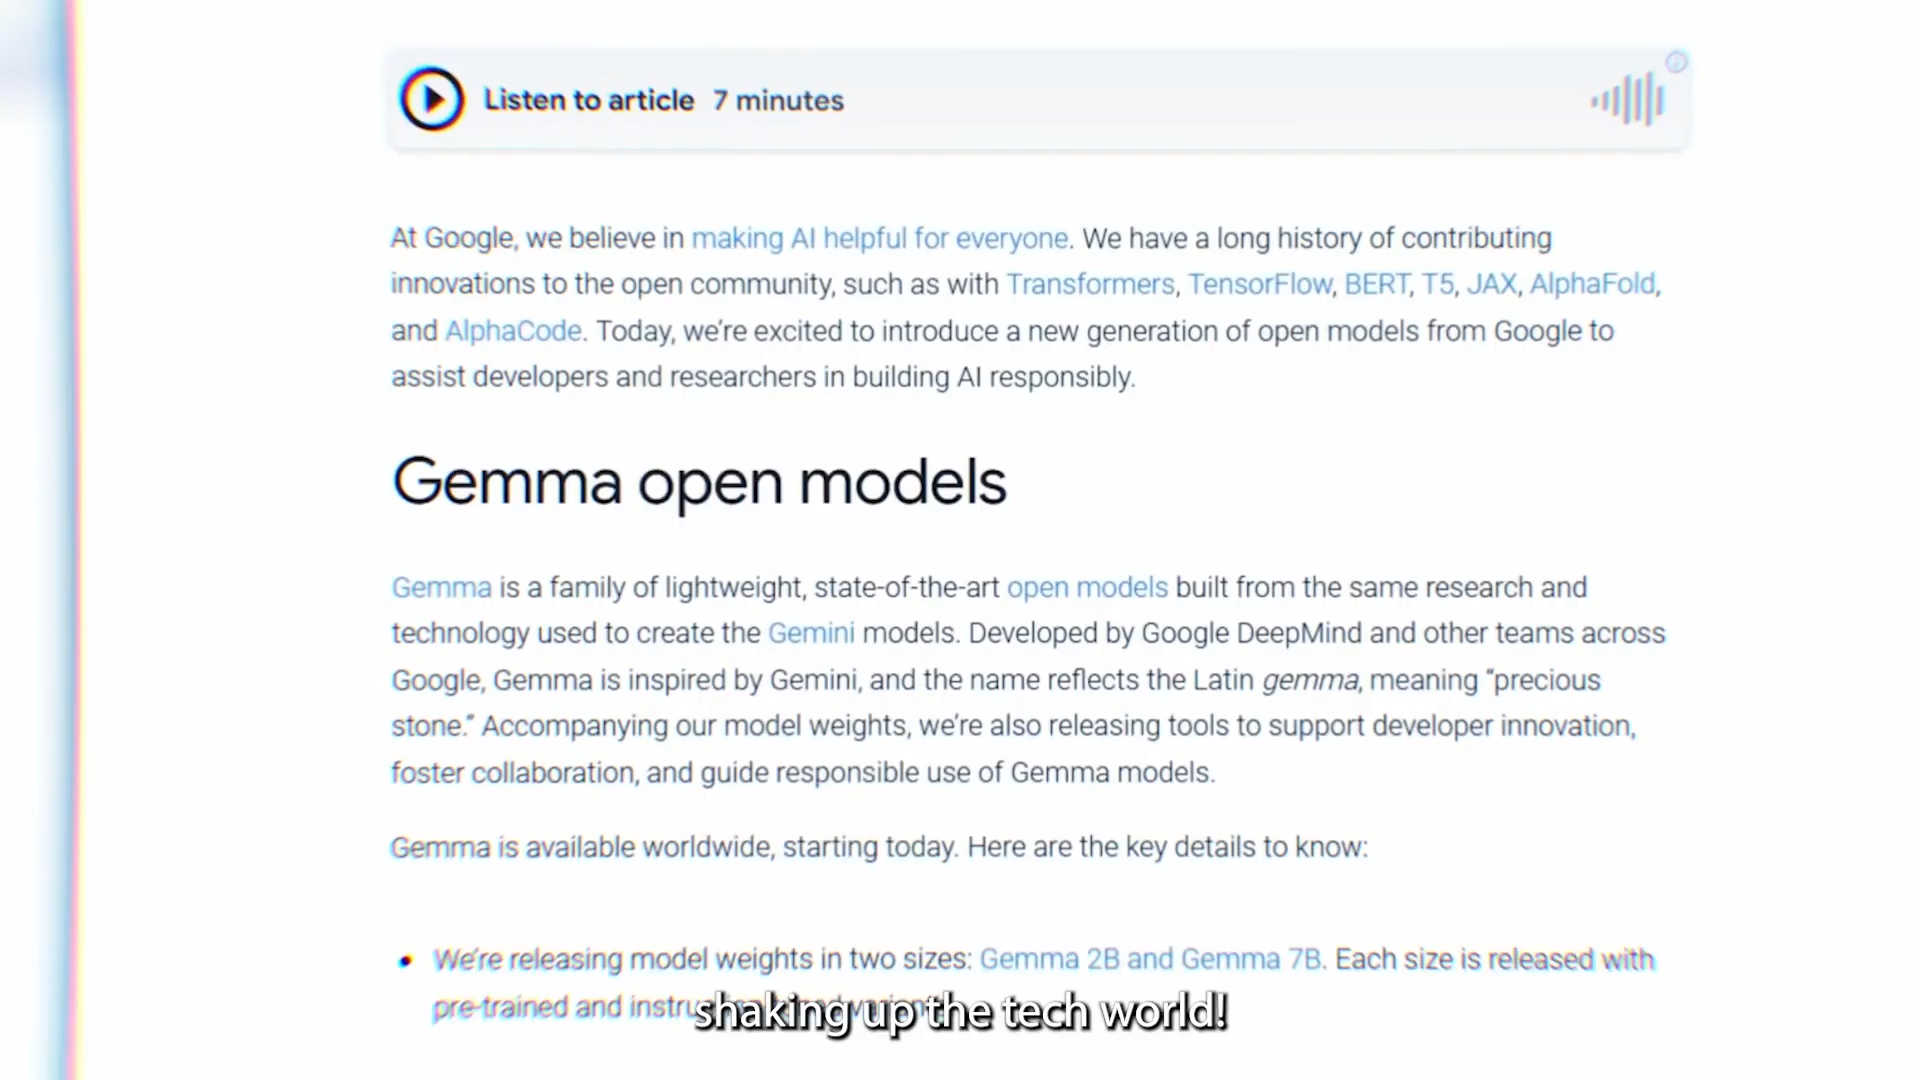 Listen to article 7 minutes
At Google, we believe in making AI helpful for everyone. We have a long history of contributing
innovations to the open community, such as with Transformers, TensorFlow, BERT, T5, JAX, AlphaFold,
and AlphaCode. Today, we’re excited to introduce a new generation of open models from Google to
assist developers and researchers in building AI responsibly.
Gemma open models
Gemma is a family of lightweight, state-of-the-art open models built from the same research and
technology used to create the Gemini models. Developed by Google DeepMind and other teams across
Google, Gemma is inspired by Gemini, and the name reflects the Latin gemma, meaning “precious
stone.” Accompanying our model weights, we’re also releasing tools to support developer innovation,
foster collaboration, and guide responsible use of Gemma models.
Gemma is available worldwide, starting today. Here are the key details to know:
• We’re releasing model weights in two sizes: Gemma 2B and Gemma 7B. Each size is released with
pre-trained and
shaking up the tech world!